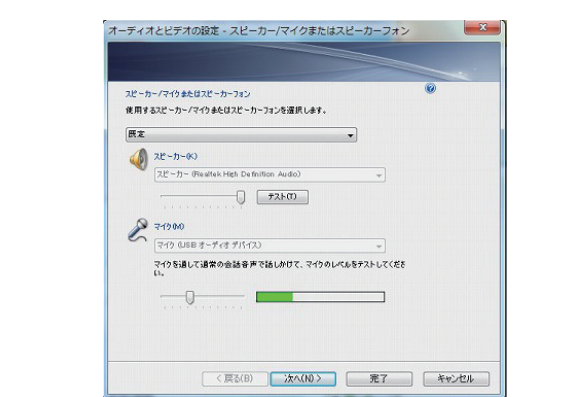 オーディオとビデオの設定 - スピーカー/マイクまたはスピーカーフォン
スピーカー/マイクまたはスピーカーフォン
使用するスピーカー/マイクまたはスピーカーフォンを選択します。
既定
スピーカー(K)
スピーカー (Realtek High Definition Audio)
テスト(T)
マイク(M)
マイク (USB オーディオ デバイス)
マイクを通して通常の会話音声で話しかけて、マイクのレベルをテストしてくださ
い。
< 戻る(B)
次へ(N) >
完了
キャンセル